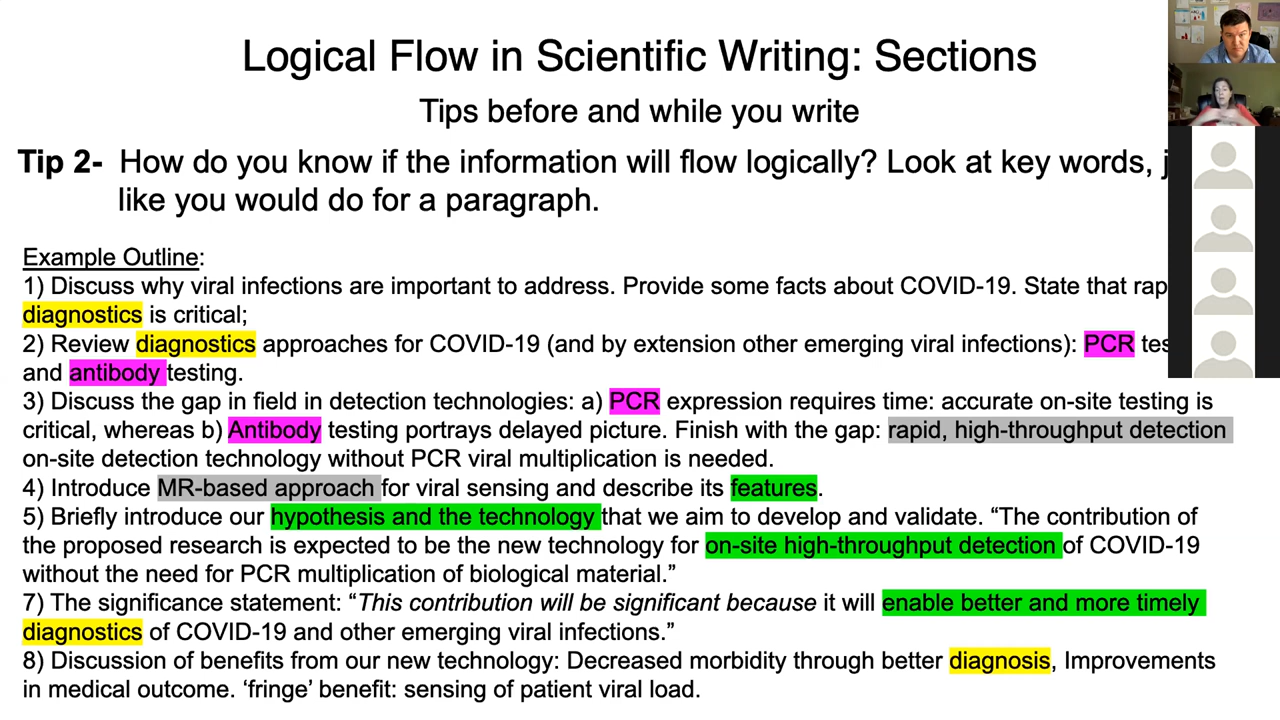 Logical Flow in Scientific Writing: Sections
Tips before and while you write
Tip 2- How do you know if the information will flow logically? Look at key words,
like you would do for a paragraph.
Example Outline:
1) Discuss why viral infections are important to address. Provide some facts about COVID-19. State that
diagnostics is critical;
2) Review diagnostics approaches for COVID-19 (and by extension other emerging viral infections): PCR
and antibody testing.
3) Discuss the gap in field in detection technologies: a) PCR expression requires time: accurate on-site testing is
critical, whereas b) Antibody testing portrays delayed picture. Finish with the gap: rapid, high-throughput detection
on-site detection technology without PCR viral multiplication is needed.
4) Introduce MR-based approach for viral sensing and describe its features.
5) Briefly introduce our hypothesis and the technology that we aim to develop and validate. “The contribution of
the proposed research is expected to be the new technology for on-site high-throughput detection of COVID-19
without the need for PCR multiplication of biological material.”
7) The significance statement: “This contribution will be significant because it will enable better and more timely
diagnostics of COVID-19 and other emerging viral infections.”
8) Discussion of benefits from our new technology: Decreased morbidity through better diagnosis, Improvements
in medical outcome. ‘fringe’ benefit: sensing of patient viral load.